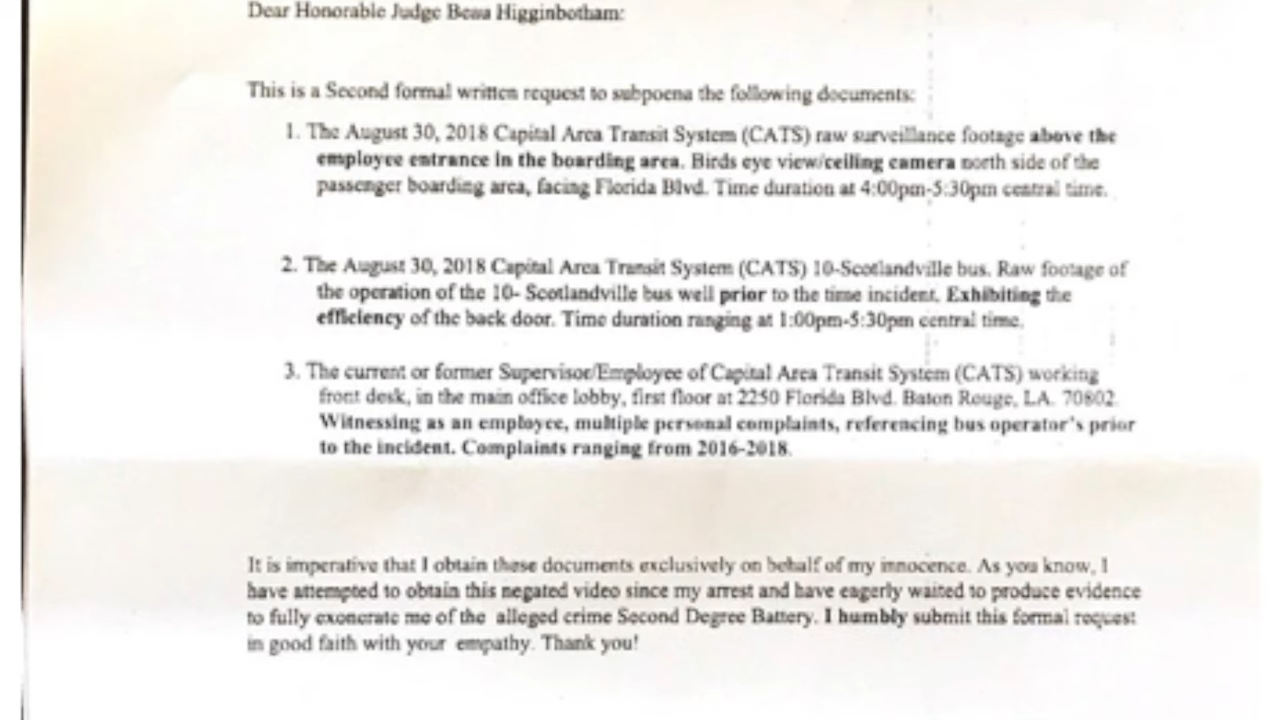 Dear Honorable Judge Beau Higginbotham:
This is a Second formal written request to subpoena the following documents:
1. The August 30, 2018 Capital Area Transit System (CATS) raw surveillance footage above the
employee entrance in the boarding area. Birds eye view/ceiling camera north side of the
passenger boarding area, facing Florida Blvd. Time duration at 4:00pm-5:30pm central time.
2. The August 30, 2018 Capital Area Transit System (CATS) 10-Scotlandville bus. Raw footage of
the operation of the 10- Scotlandville bus well prior to the time incident. Exhibiting the
efficiency of the back door. Time duration ranging at 1:00pm-5:30pm central time.
3. The current or former Supervisor/Employee of Capital Area Transit System (CATS) working
front desk, in the main office lobby, first floor at 2250 Florida Blvd. Baton Rouge, LA. 70802.
Witnessing as an employee, multiple personal complaints, referencing bus operator's prior
to the incident. Complaints ranging from 2016-2018.
It is imperative that I obtain these documents exclusively on behalf of my innocence. As you know, I
have attempted to obtain this negated video since my arrest and have eagerly waited to produce evidence
to fully exonerate me of the alleged crime Second Degree Battery. I humbly submit this formal request
in good faith with your empathy. Thank you!